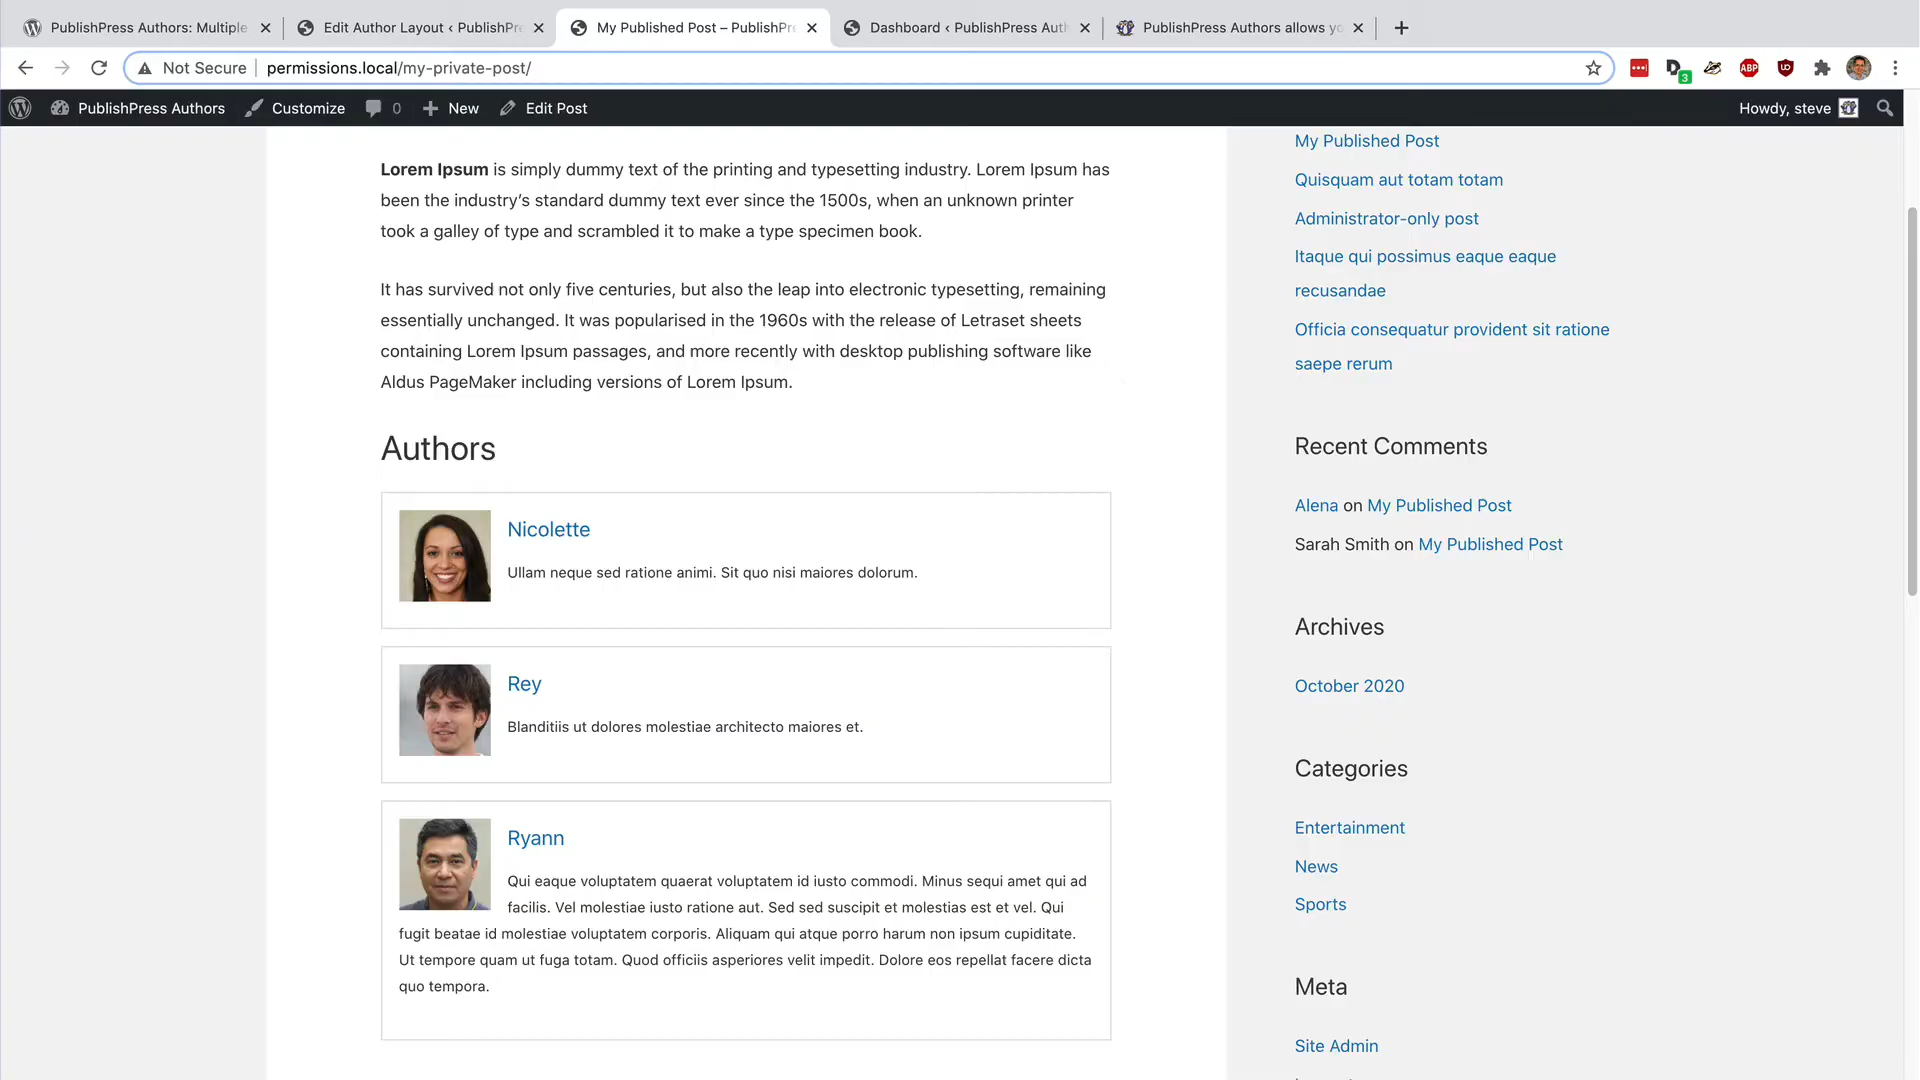 PublishPress Authors: Multiple
Edit Author Layout ‹ PublishPre
My Published Post – PublishPr
Dashboard ‹ PublishPress Auth
PublishPress Authors allows yo
Not Secure
permissions.local/my-private-post/
3
ABP
PublishPress Authors
Customize
0
New
Edit Post
Howdy, steve
Lorem Ipsum is simply dummy text of the printing and typesetting industry. Lorem Ipsum has
been the industry’s standard dummy text ever since the 1500s, when an unknown printer
took a galley of type and scrambled it to make a type specimen book.
It has survived not only five centuries, but also the leap into electronic typesetting, remaining
essentially unchanged. It was popularised in the 1960s with the release of Letraset sheets
containing Lorem Ipsum passages, and more recently with desktop publishing software like
Aldus PageMaker including versions of Lorem Ipsum.
Authors
Nicolette
Ullam neque sed ratione animi. Sit quo nisi maiores dolorum.
Rey
Blanditiis ut dolores molestiae architecto maiores et.
Ryann
Qui eaque voluptatem quaerat voluptatem id iusto commodi. Minus sequi amet qui ad
facilis. Vel molestiae iusto ratione aut. Sed sed suscipit et molestias est et vel. Qui
fugit beatae id molestiae voluptatem corporis. Aliquam qui atque porro harum non ipsum cupiditate.
Ut tempore quam ut fuga totam. Quod officiis asperiores velit impedit. Dolore eos repellat facere dicta
quo tempora.
My Published Post
Quisquam aut totam totam
Administrator-only post
Itaque qui possimus eaque eaque
recusandae
Officia consequatur provident sit ratione
saepe rerum
Recent Comments
Alena on My Published Post
Sarah Smith on My Published Post
Archives
October 2020
Categories
Entertainment
News
Sports
Meta
Site Admin